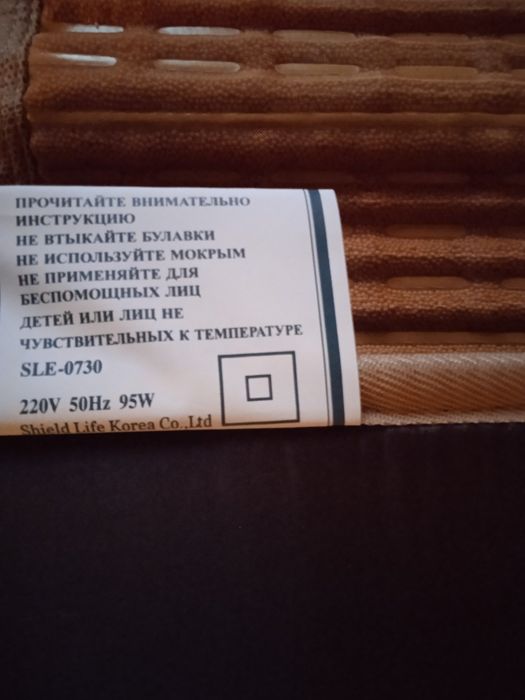 ПРОЧИТАЙТЕ ВНИМАТЕЛЬНО
ИНСТРУКЦИЮ
НЕ ВТЫКАЙТЕ БУЛАВКИ
НЕ ИСПОЛЬЗУЙТЕ МОКРЫМ
НЕ ПРИМЕНЯЙТЕ ДЛЯ
БЕСПОМОЩНЫХ ЛИЦ
ДЕТЕЙ ИЛИ ЛИЦ НЕ
ЧУВСТВИТЕЛЬНЫХ К ТЕМПЕРАТУРЕ
SLE-0730
220V 50Hz 95W
Shield Life Korea Co.,Ltd